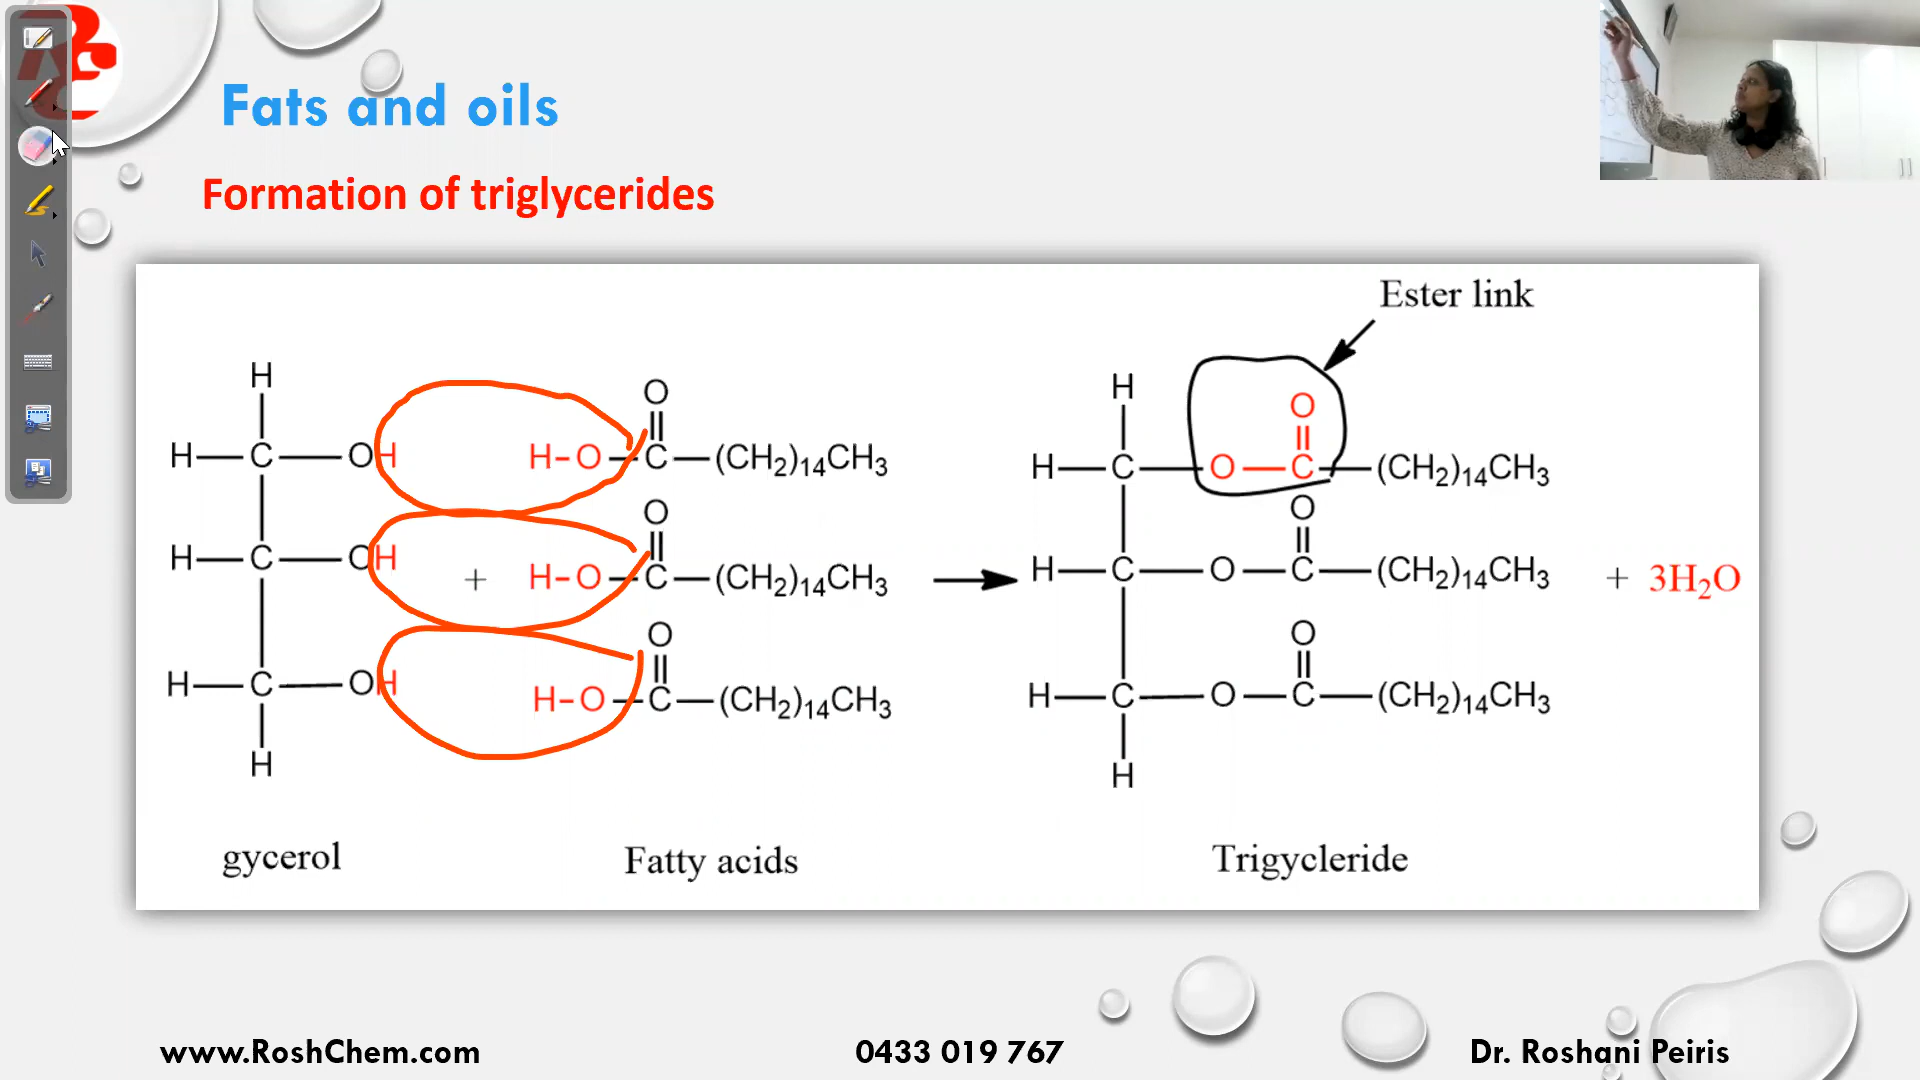 Fats and oils
Formation of triglycerides
Ester link
H
H—C—OH H-O—C—(CH₂)₁₄CH₃
O
H—C—OH + H-O—C—(CH₂)₁₄CH₃
O
H—C—OH H-O—C—(CH₂)₁₄CH₃
O
H
H
H—C—O—C—(CH₂)₁₄CH₃
O
H—C—O—C—(CH₂)₁₄CH₃ + 3H₂O
O
H—C—O—C—(CH₂)₁₄CH₃
O
H
gycerol
Fatty acids
Trigycleride
www.RoshChem.com
0433 019 767
Dr. Roshani Peiris